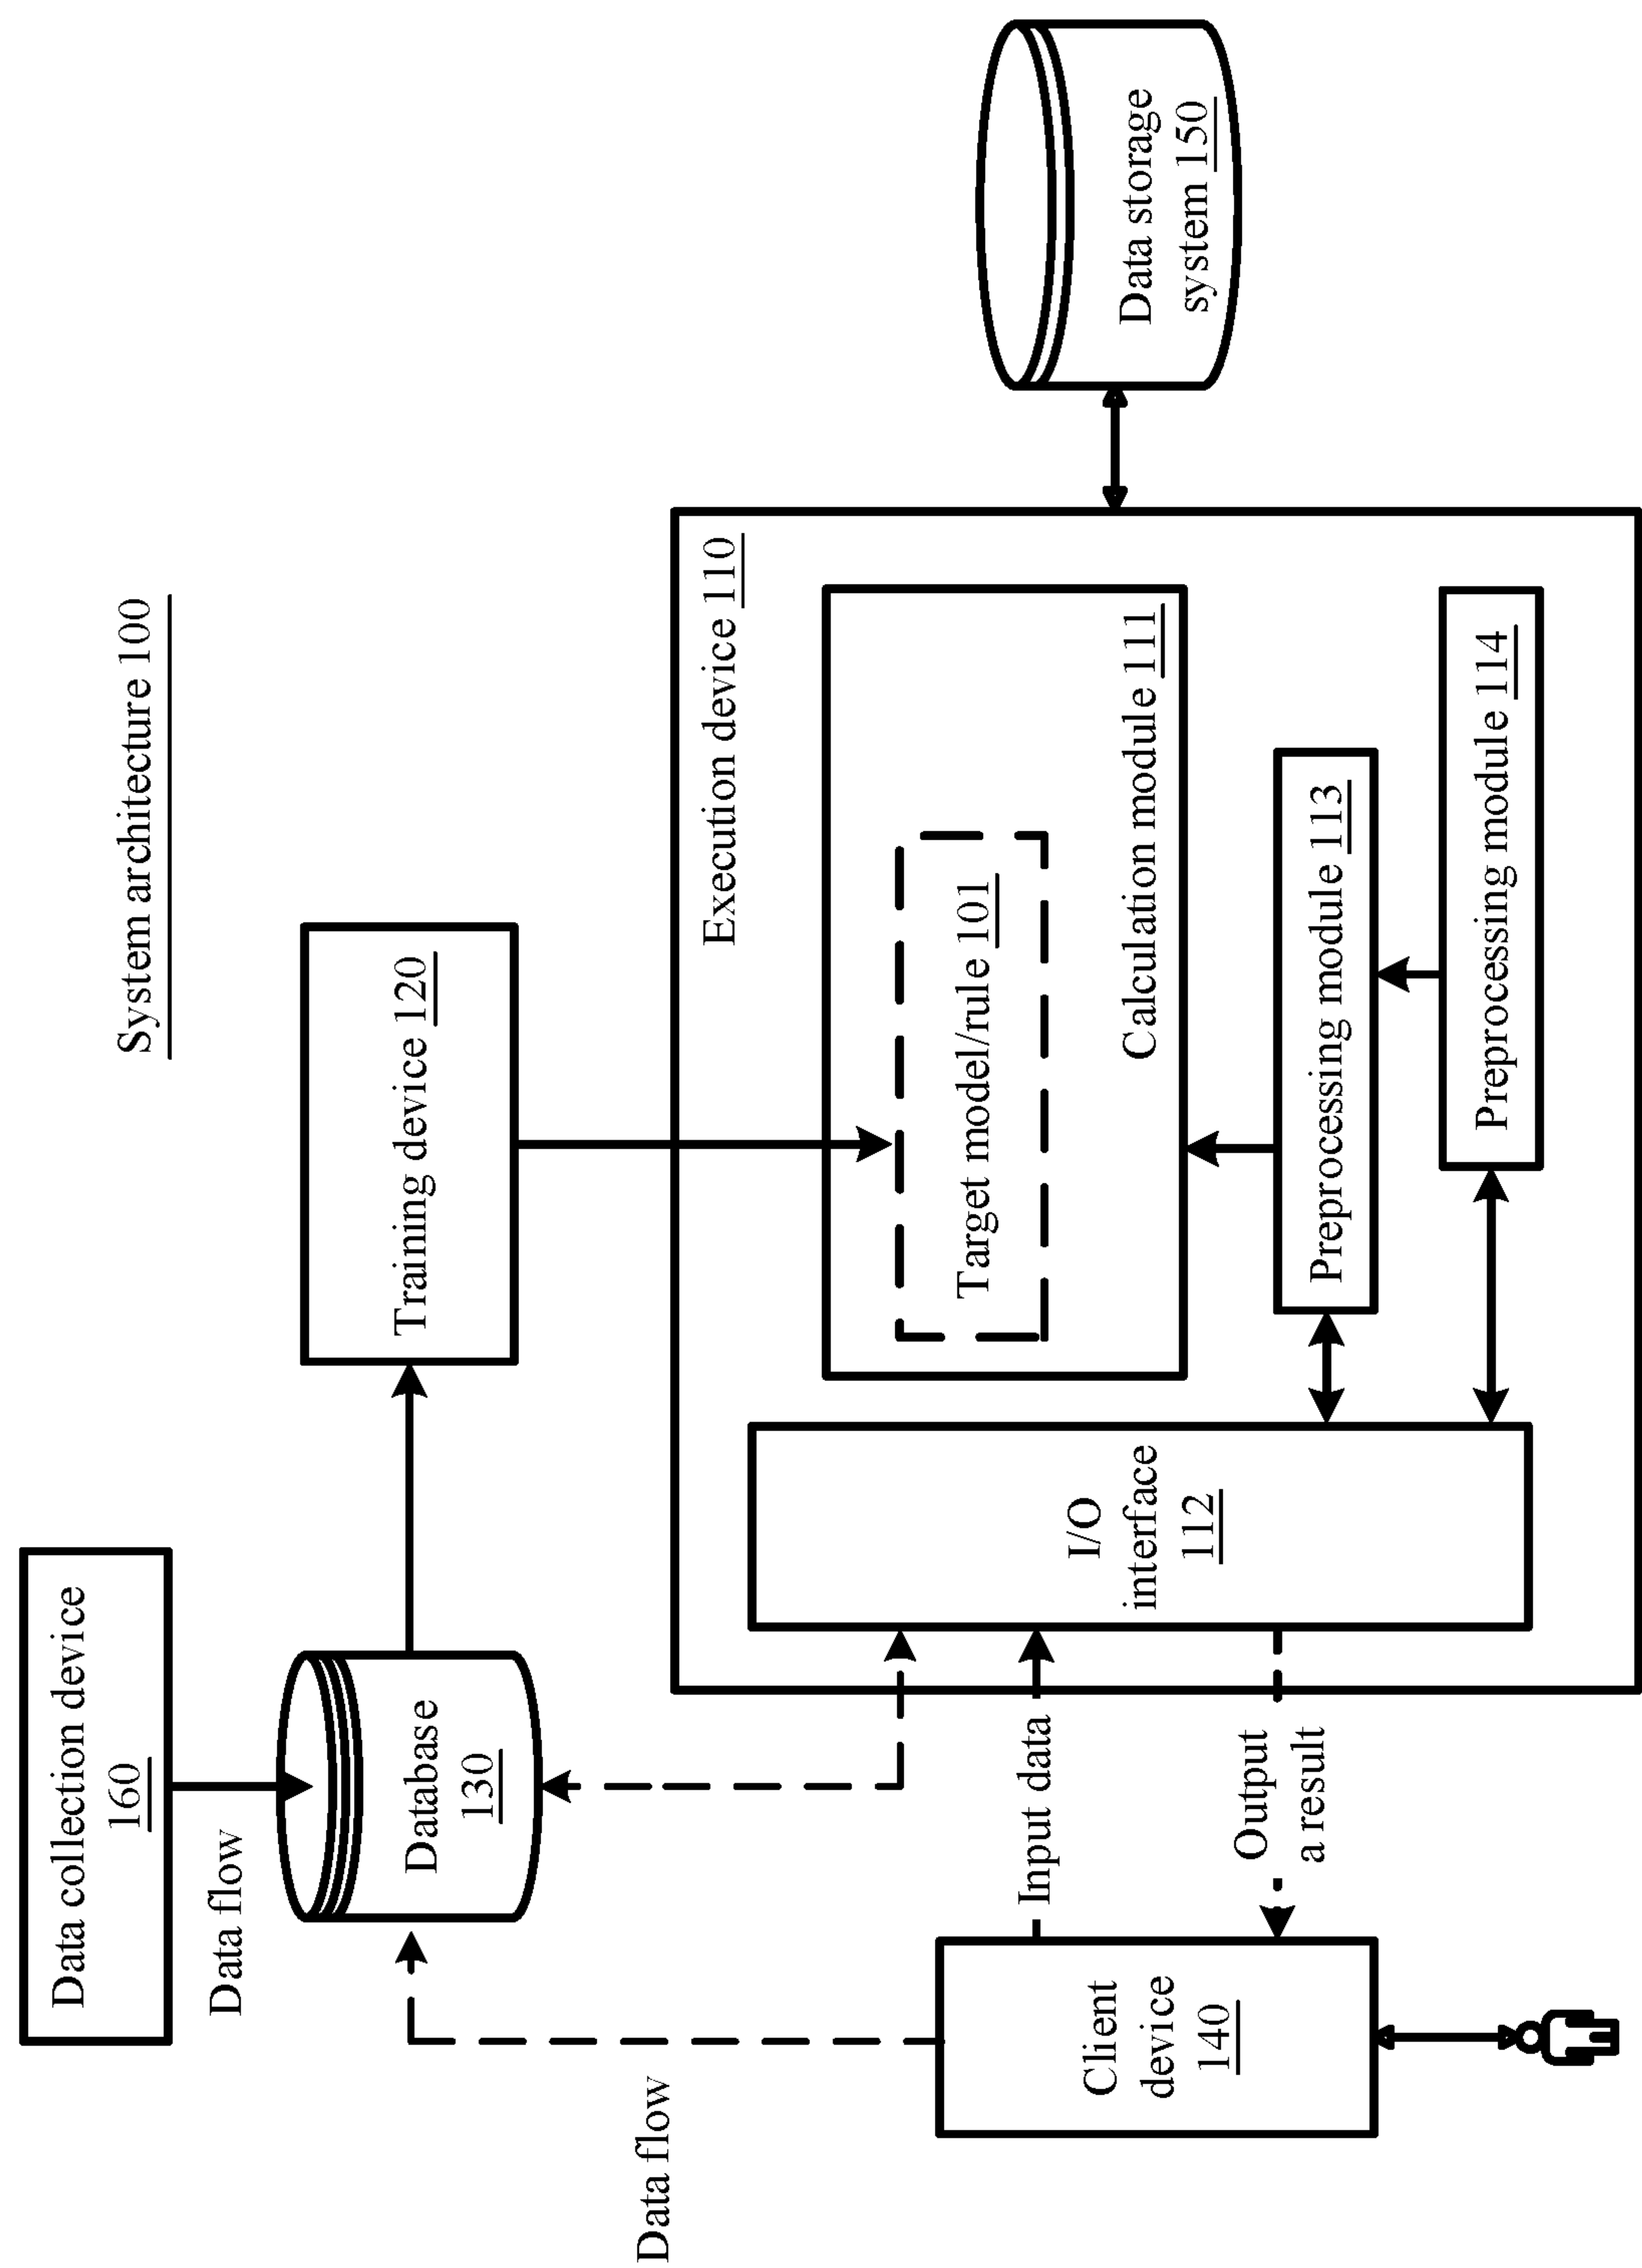 System architecture 100
Data collection device
160
Data flow
Database
130
Training device 120
Execution device 110
Target model/rule 101
Calculation module 111
I/O
interface
112
Preprocessing module 113
Preprocessing module 114
Data storage
system 150
Data flow
Input data
Output
a result
Client
device
140